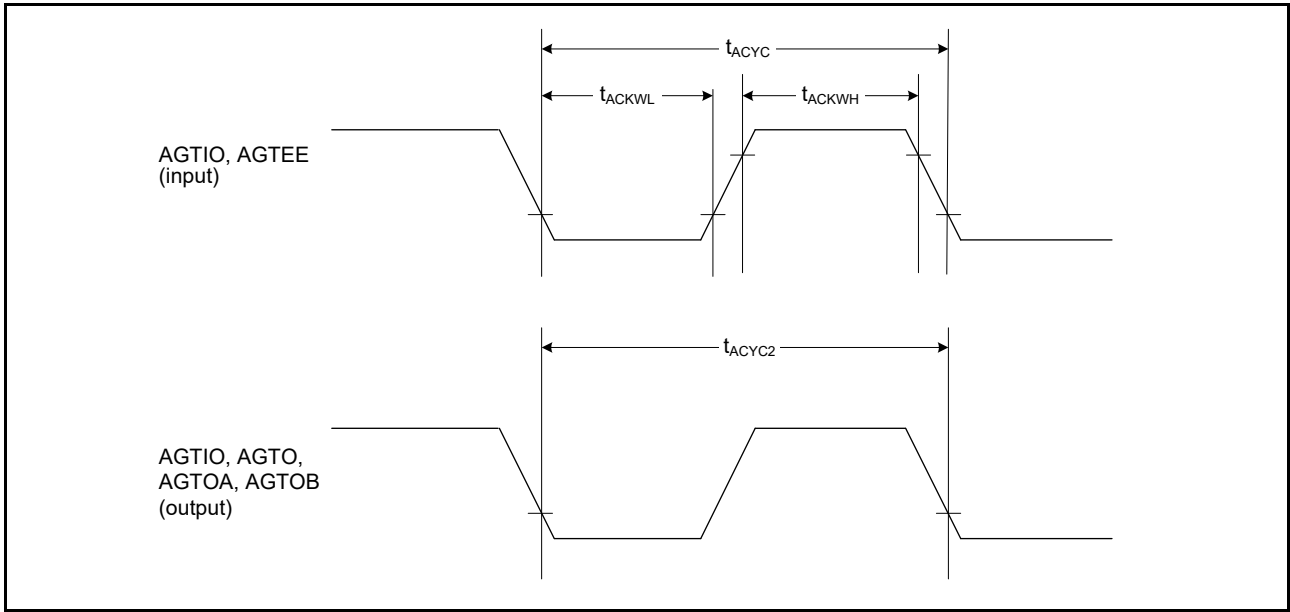 tACYC
tACKWL
tACKWH
AGTIO, AGTEE
(input)
tACYC2
AGTIO, AGTO,
AGTOA, AGTOB
(output)